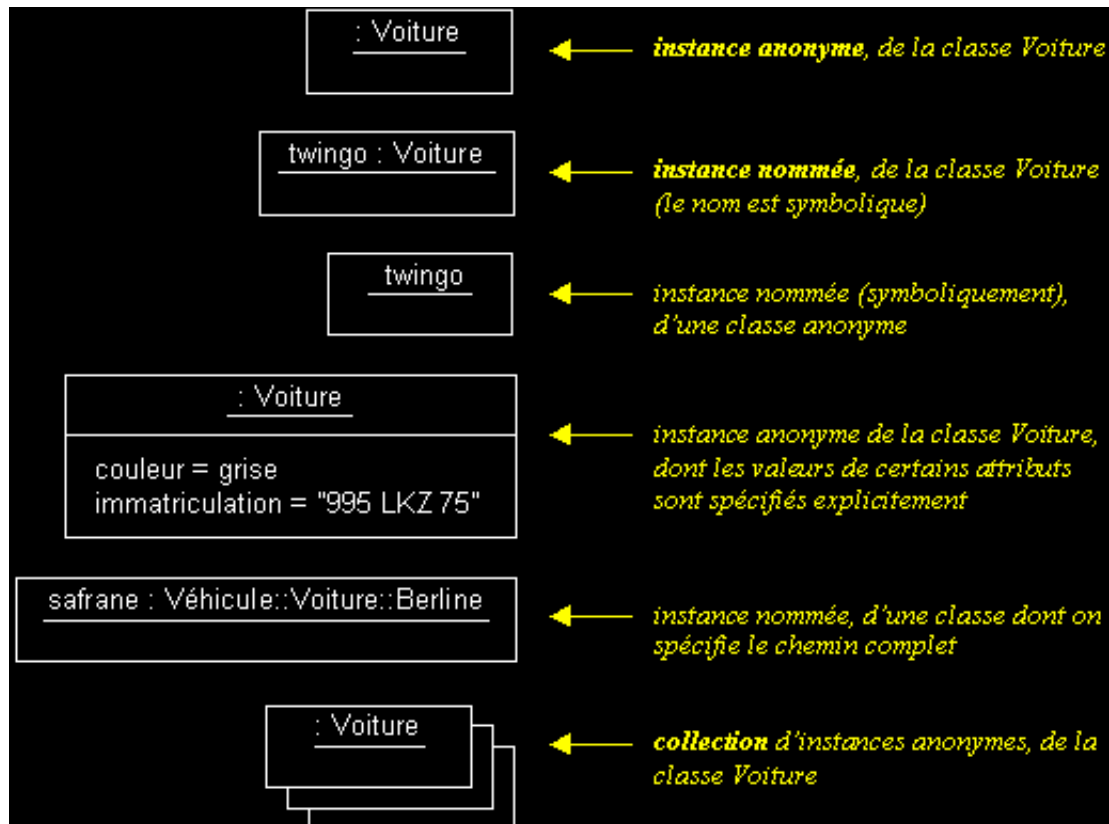 : Voiture
instance anonyme, de la classe Voiture
twingo : Voiture
instance nommée, de la classe Voiture
(le nom est symbolique)
twingo
instance nommée (symboliquement),
d'une classe anonyme
: Voiture
couleur = grise
immatriculation = "995 LKZ 75"
instance anonyme de la classe Voiture,
dont les valeurs de certains attributs
sont spécifiés explicitement
safrane : Véhicule::Voiture::Berline
instance nommée, d'une classe dont on
spécifie le chemin complet
: Voiture
collection d'instances anonymes, de la
classe Voiture